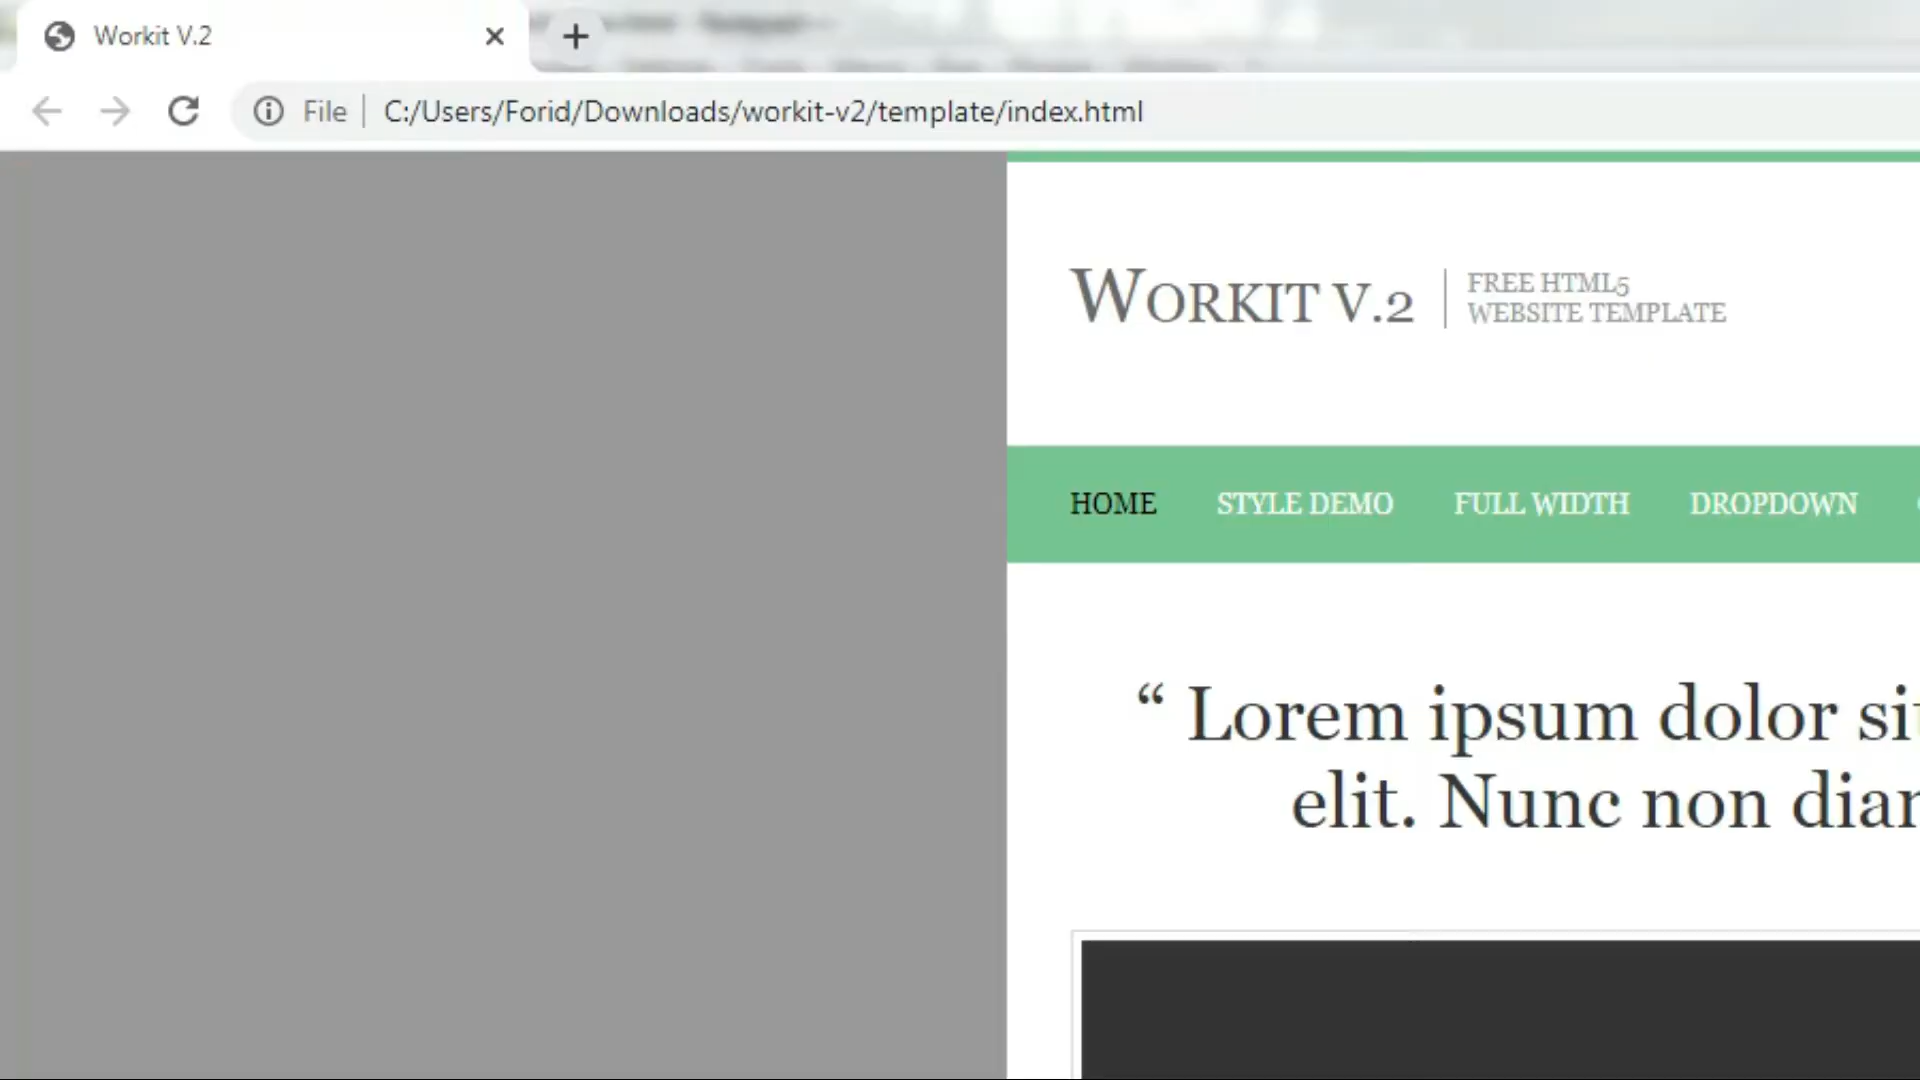 Workit V.2
File
C:/Users/Forid/Downloads/workit-v2/template/index.html
WORKIT V.2
FREE HTML5
WEBSITE TEMPLATE
HOME STYLE DEMO FULL WIDTH DROPDOWN
“ Lorem ipsum dolor sit
elit. Nunc non